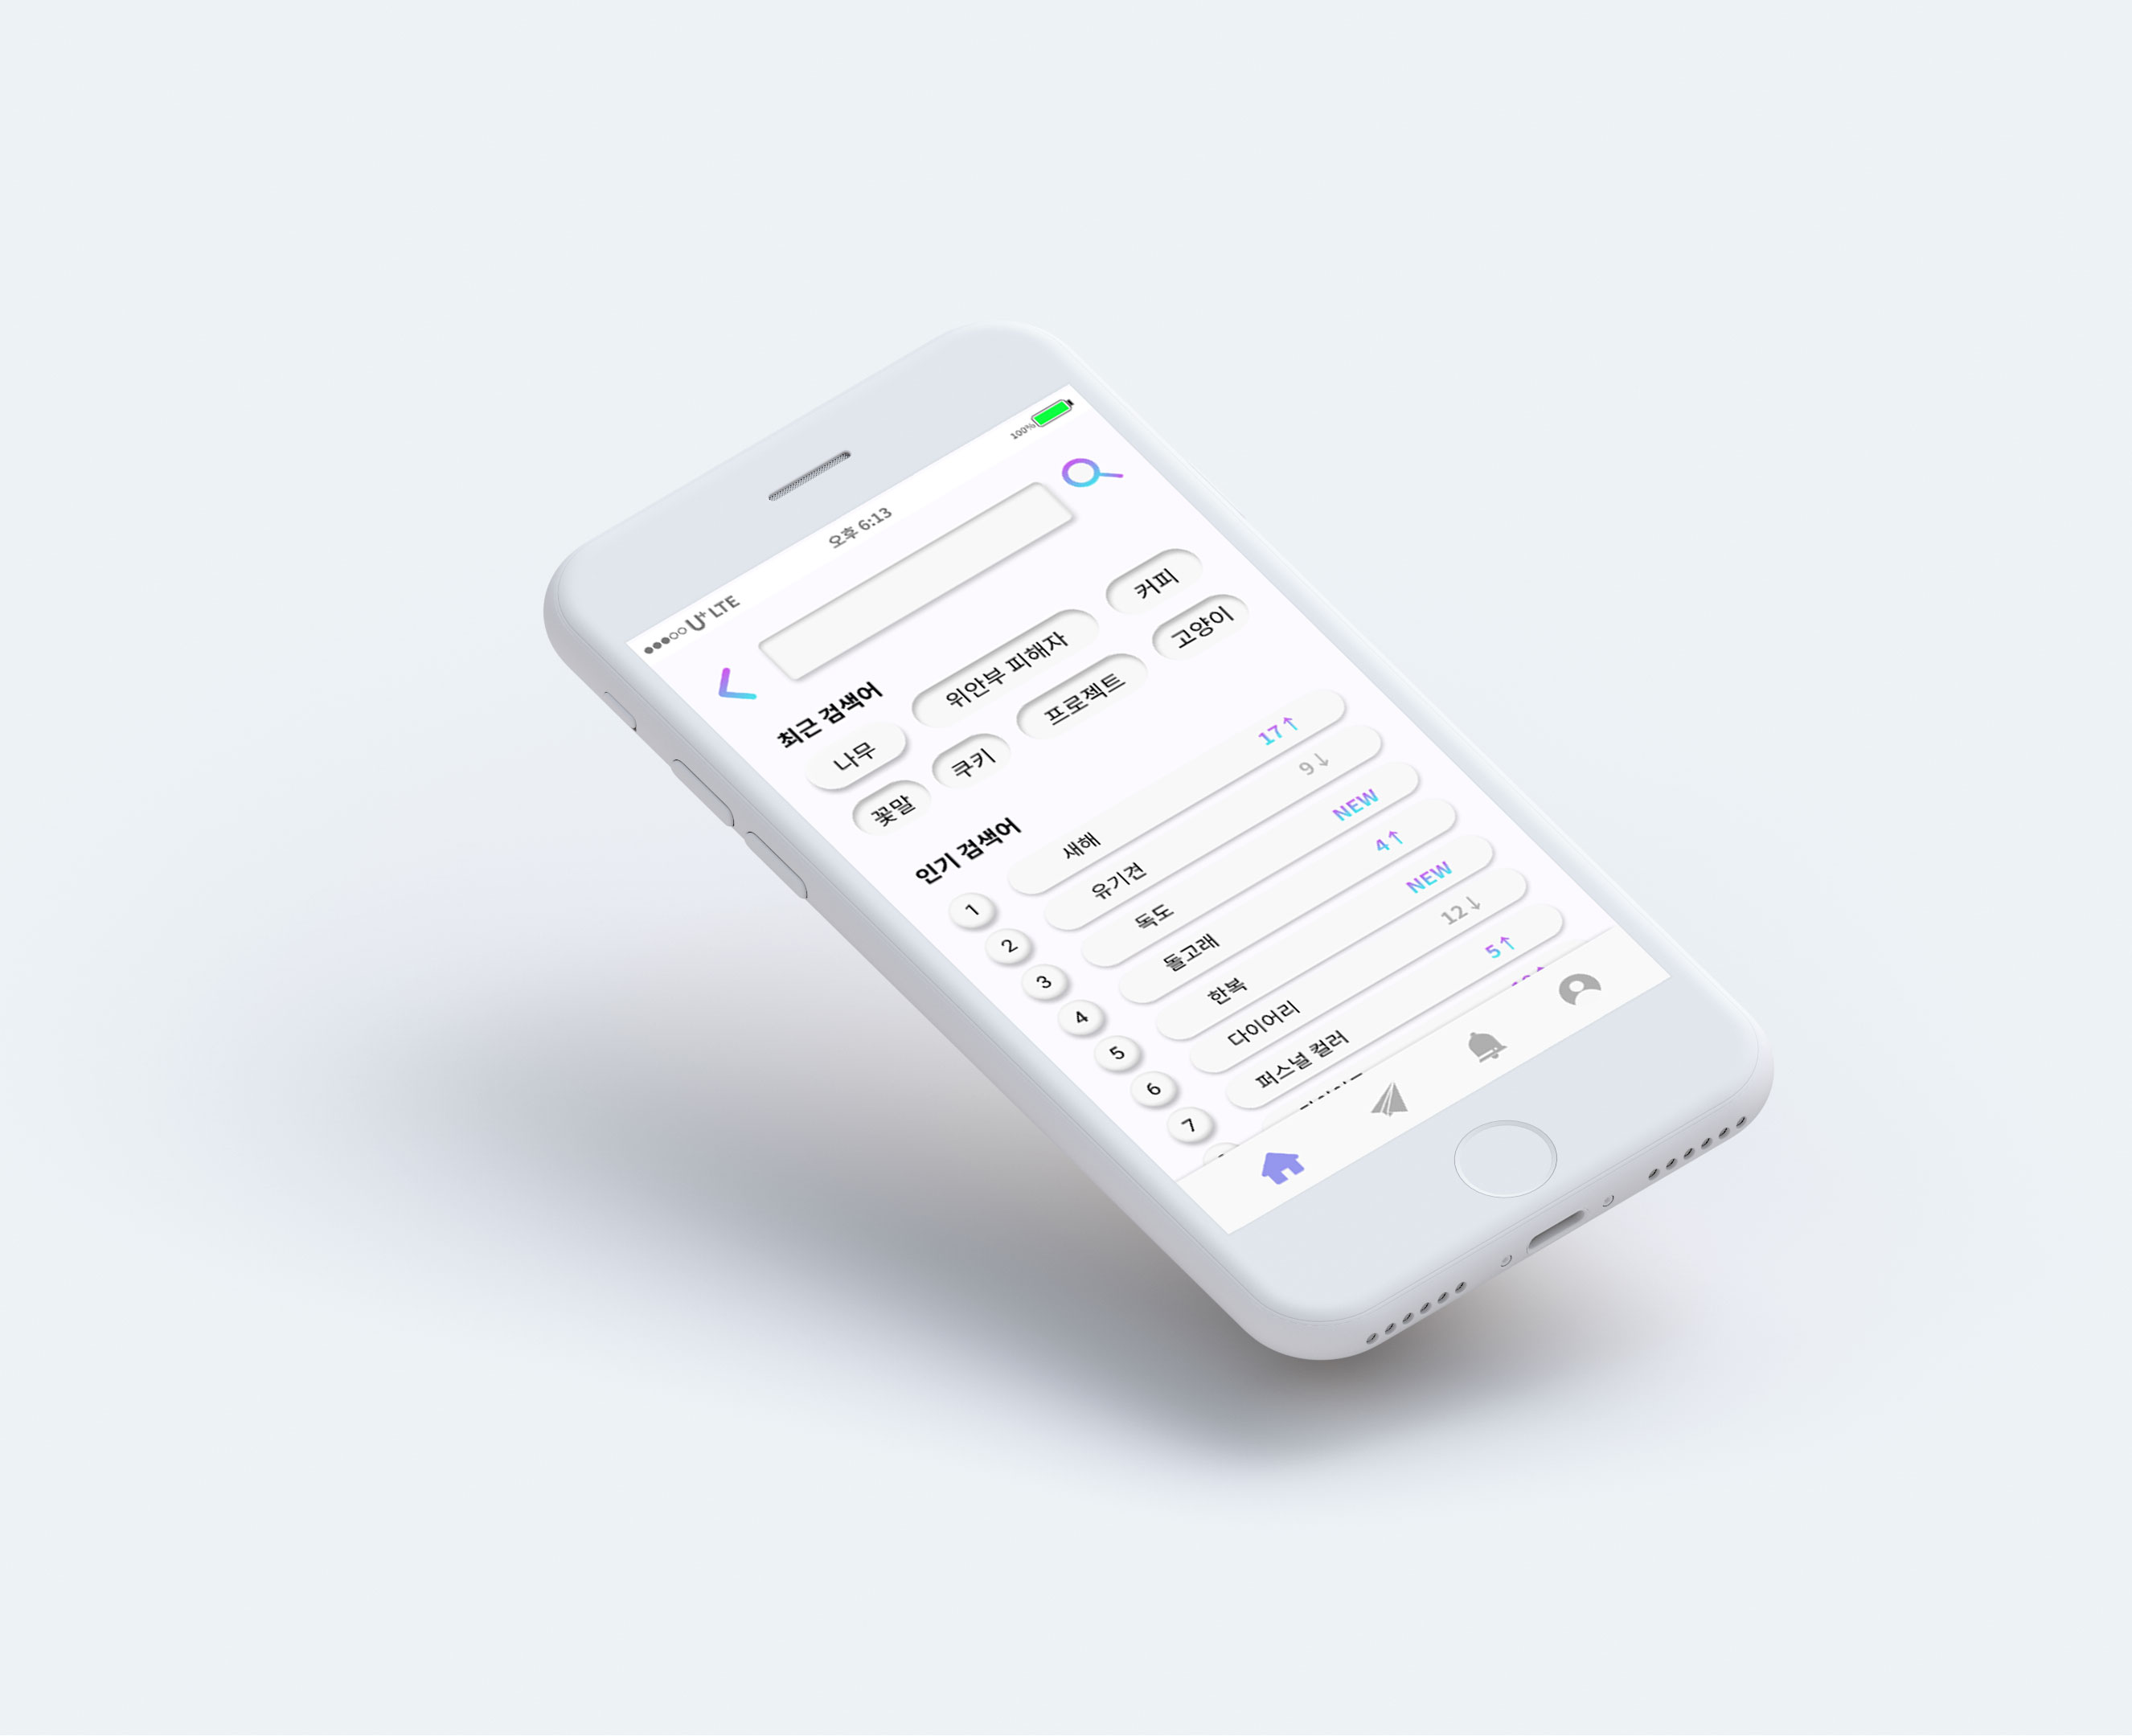 U+ LTE 오후 6:13 100%
최근 검색어
나무 위안부 피해자 커피
꽃말 쿠키 프로젝트 고양이
인기 검색어
1 새해 17↑
2 유기견 9↓
3 독도 NEW
4 돌고래 4↑
5 한복 NEW
6 다이어리 12↓
7 퍼스널 컬러 5↑